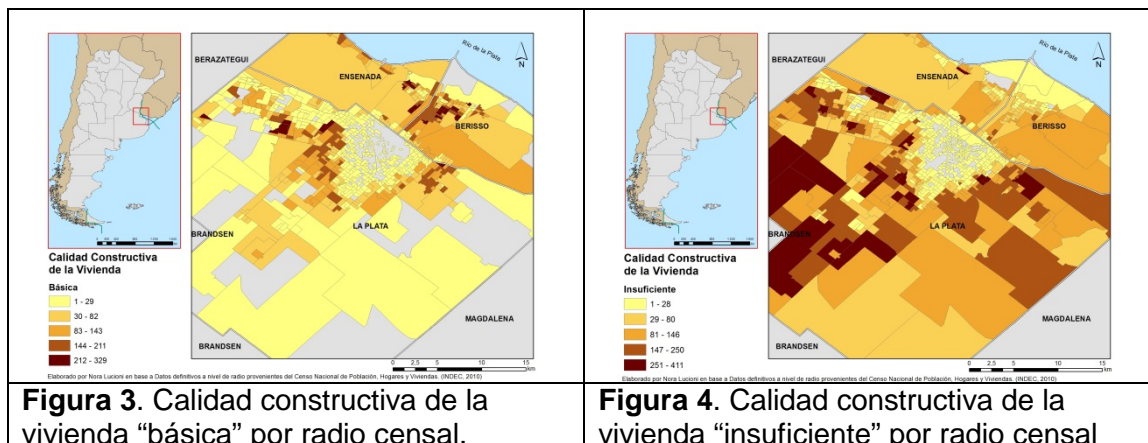 BERAZATEGUI
Río de la Plata
N
ENSENADA
BERISSO
LA PLATA
BRANDSEN
MAGDALENA
BRANDSEN
Calidad Constructiva
de la Vivienda
Básica
1 - 29
30 - 82
83 - 143
144 - 211
212 - 329
0 2.5 5 10 15
km
Elaborado por Nora Lucioni en base a Datos definitivos a nivel de radio provenientes del Censo Nacional de Población, Hogares y Viviendas. (INDEC, 2010)
Figura 3. Calidad constructiva de la
vivienda “básica” por radio censal.
BERAZATEGUI
Río de la Plata
N
ENSENADA
BERISSO
LA PLATA
BRANDSEN
MAGDALENA
BRANDSEN
Calidad Constructiva
de la Vivienda
Insuficiente
1 - 28
29 - 80
81 - 146
147 - 250
251 - 411
0 2.5 5 10 15
km
Elaborado por Nora Lucioni en base a Datos definitivos a nivel de radio provenientes del Censo Nacional de Población, Hogares y Viviendas. (INDEC, 2010)
Figura 4. Calidad constructiva de la
vivienda “insuficiente” por radio censal